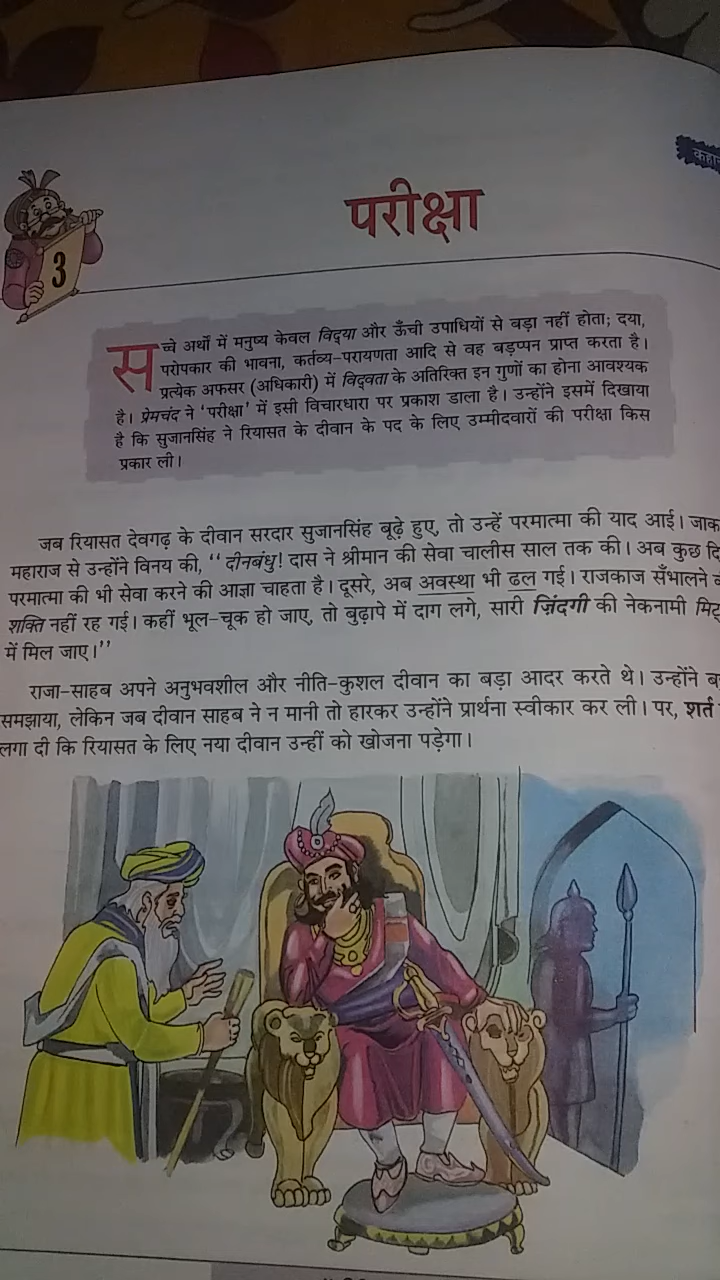 कहा
परीक्षा
3
सच्चे अर्थों में मनुष्य केवल विद्या और ऊँची उपाधियों से बड़ा नहीं होता; दया,
परोपकार की भावना, कर्तव्य-परायणता आदि से वह बड़प्पन प्राप्त करता है।
प्रत्येक अफसर (अधिकारी) में विद्वता के अतिरिक्त इन गुणों का होना आवश्यक
है। प्रेमचंद ने 'परीक्षा' में इसी विचारधारा पर प्रकाश डाला है। उन्होंने इसमें दिखाया
है कि सुजानसिंह ने रियासत के दीवान के पद के लिए उम्मीदवारों की परीक्षा किस
प्रकार ली।
जब रियासत देवगढ़ के दीवान सरदार सुजानसिंह बूढ़े हुए, तो उन्हें परमात्मा की याद आई। जाक
महाराज से उन्होंने विनय की, "दीनबंधु! दास ने श्रीमान की सेवा चालीस साल तक की। अब कुछ दि
परमात्मा की भी सेवा करने की आज्ञा चाहता है। दूसरे, अब अवस्था भी ढल गई। राजकाज सँभालने
शक्ति नहीं रह गई। कहीं भूल-चूक हो जाए, तो बुढ़ापे में दाग लगे, सारी ज़िंदगी की नेकनामी मिट्
में मिल जाए।"
राजा-साहब अपने अनुभवशील और नीति-कुशल दीवान का बड़ा आदर करते थे। उन्होंने ब
समझाया, लेकिन जब दीवान साहब ने न मानी तो हारकर उन्होंने प्रार्थना स्वीकार कर ली। पर, शर्त
लगा दी कि रियासत के लिए नया दीवान उन्हीं को खोजना पड़ेगा।